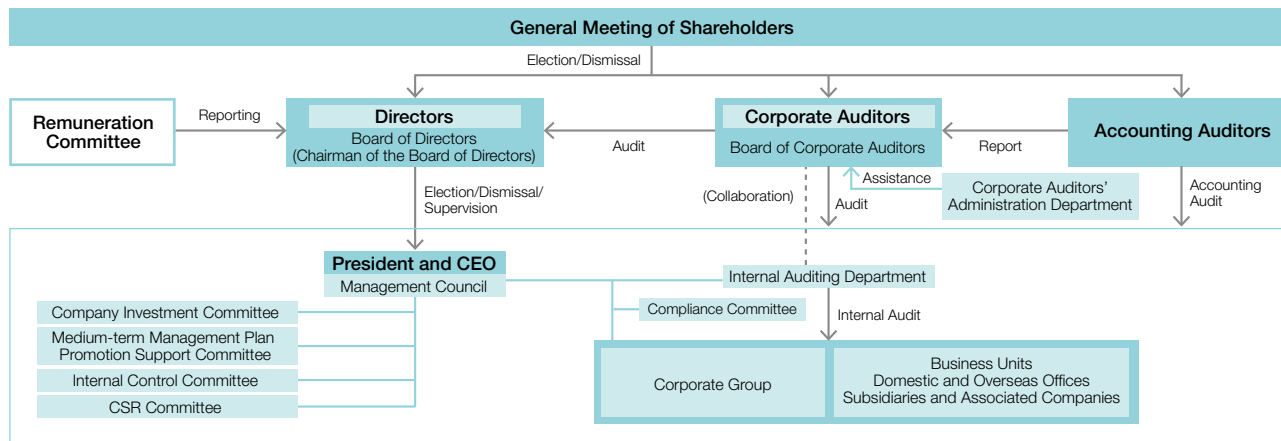 General Meeting of Shareholders
Election/Dismissal
Remuneration
Committee
Reporting
Directors
Board of Directors
(Chairman of the Board of Directors)
Audit
Corporate Auditors
Board of Corporate Auditors
Report
Accounting Auditors
Election/Dismissal/
Supervision
(Collaboration)
Audit
Assistance
Corporate Auditors'
Administration Department
Accounting
Audit
President and CEO
Management Council
Internal Auditing Department
Company Investment Committee
Medium-term Management Plan
Promotion Support Committee
Internal Control Committee
CSR Committee
Compliance Committee
Internal Audit
Corporate Group
Business Units
Domestic and Overseas Offices
Subsidiaries and Associated Companies